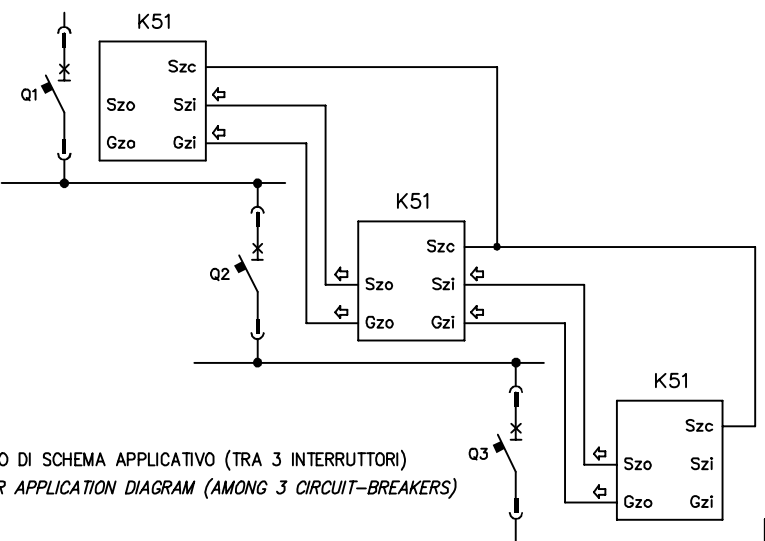 K51
Szc
Q1
Szo Szi
Gzo Gzi
K51
Szc
Q2
Szo Szi
Gzo Gzi
K51
Szc
Q3
Szo Szi
Gzo Gzi
DI SCHEMA APPLICATIVO (TRA 3 INTERRUTTORI)
APPLICATION DIAGRAM (AMONG 3 CIRCUIT-BREAKERS)